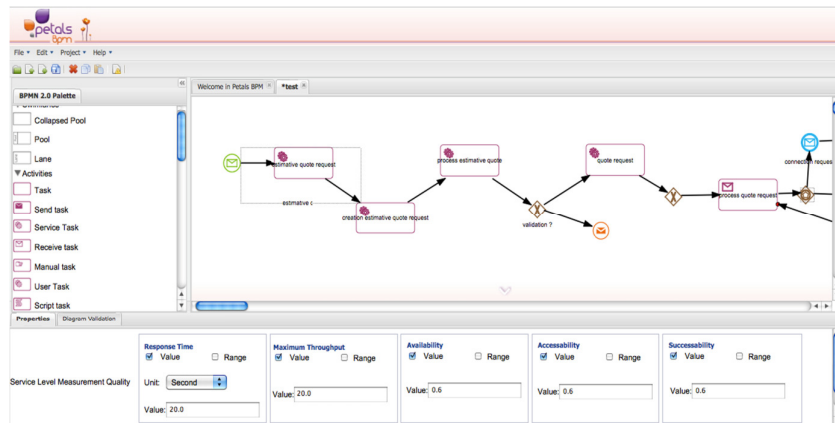 petals
Bpm
File Edit Project Help
Welcome in Petals BPM *test
BPMN 2.0 Palette
Collapsed Pool
Pool
Lane
Activities
Task
Send task
Service Task
Receive task
Manual task
User Task
Script task
estimative quote request
estimative c
creation estimative quote request
process estimative quote
validation ?
quote request
process quote request
connection reques
Properties Diagram Validation
Service Level Measurement Quality
Response Time
Value Range
Unit: Second
Value: 20.0
Maximum Throughput
Value Range
Value: 20.0
Availability
Value Range
Value: 0.6
Accessability
Value Range
Value: 0.6
Successability
Value Range
Value: 0.6